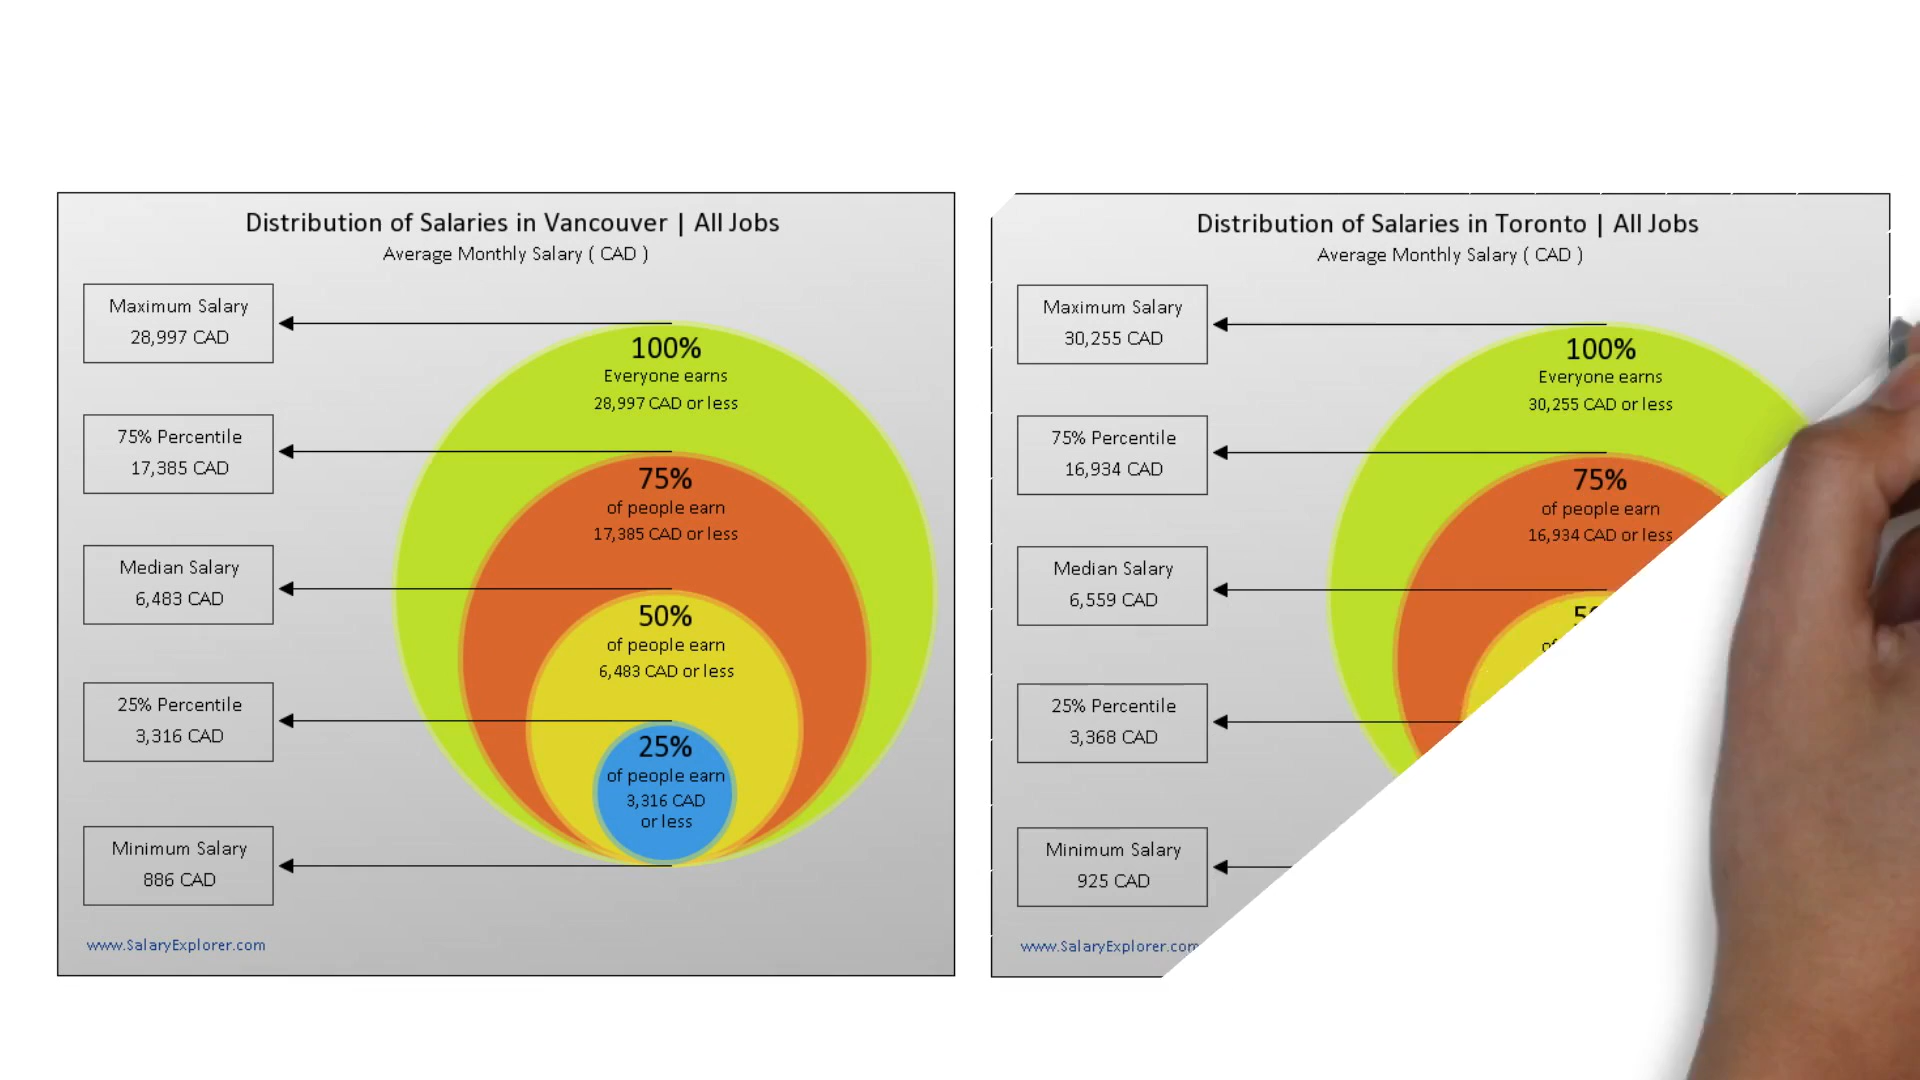 Distribution of Salaries in Vancouver | All Jobs
Average Monthly Salary ( CAD )
Maximum Salary
28,997 CAD
75% Percentile
17,385 CAD
Median Salary
6,483 CAD
25% Percentile
3,316 CAD
Minimum Salary
886 CAD
100%
Everyone earns
28,997 CAD or less
75%
of people earn
17,385 CAD or less
50%
of people earn
6,483 CAD or less
25%
of people earn
3,316 CAD
or less
www.SalaryExplorer.com
Distribution of Salaries in Toronto | All Jobs
Average Monthly Salary ( CAD )
Maximum Salary
30,255 CAD
75% Percentile
16,934 CAD
Median Salary
6,559 CAD
25% Percentile
3,368 CAD
Minimum Salary
925 CAD
100%
Everyone earns
30,255 CAD or less
75%
of people earn
16,934 CAD or less
www.SalaryExplorer.com